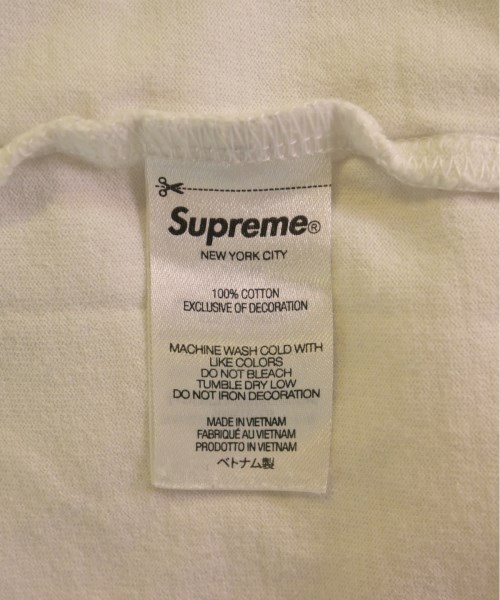 Supreme®
NEW YORK CITY
100% COTTON
EXCLUSIVE OF DECORATION
MACHINE WASH COLD WITH
LIKE COLORS
DO NOT BLEACH
TUMBLE DRY LOW
DO NOT IRON DECORATION
MADE IN VIETNAM
FABRIQUÉ AU VIETNAM
PRODOTTO IN VIETNAM
ベトナム製